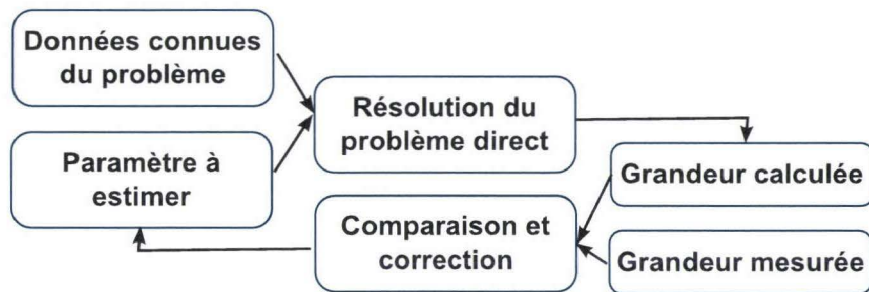 Données connues
du problème
Résolution du
problème direct
Paramètre à
estimer
Grandeur calculée
Comparaison et
correction
Grandeur mesurée